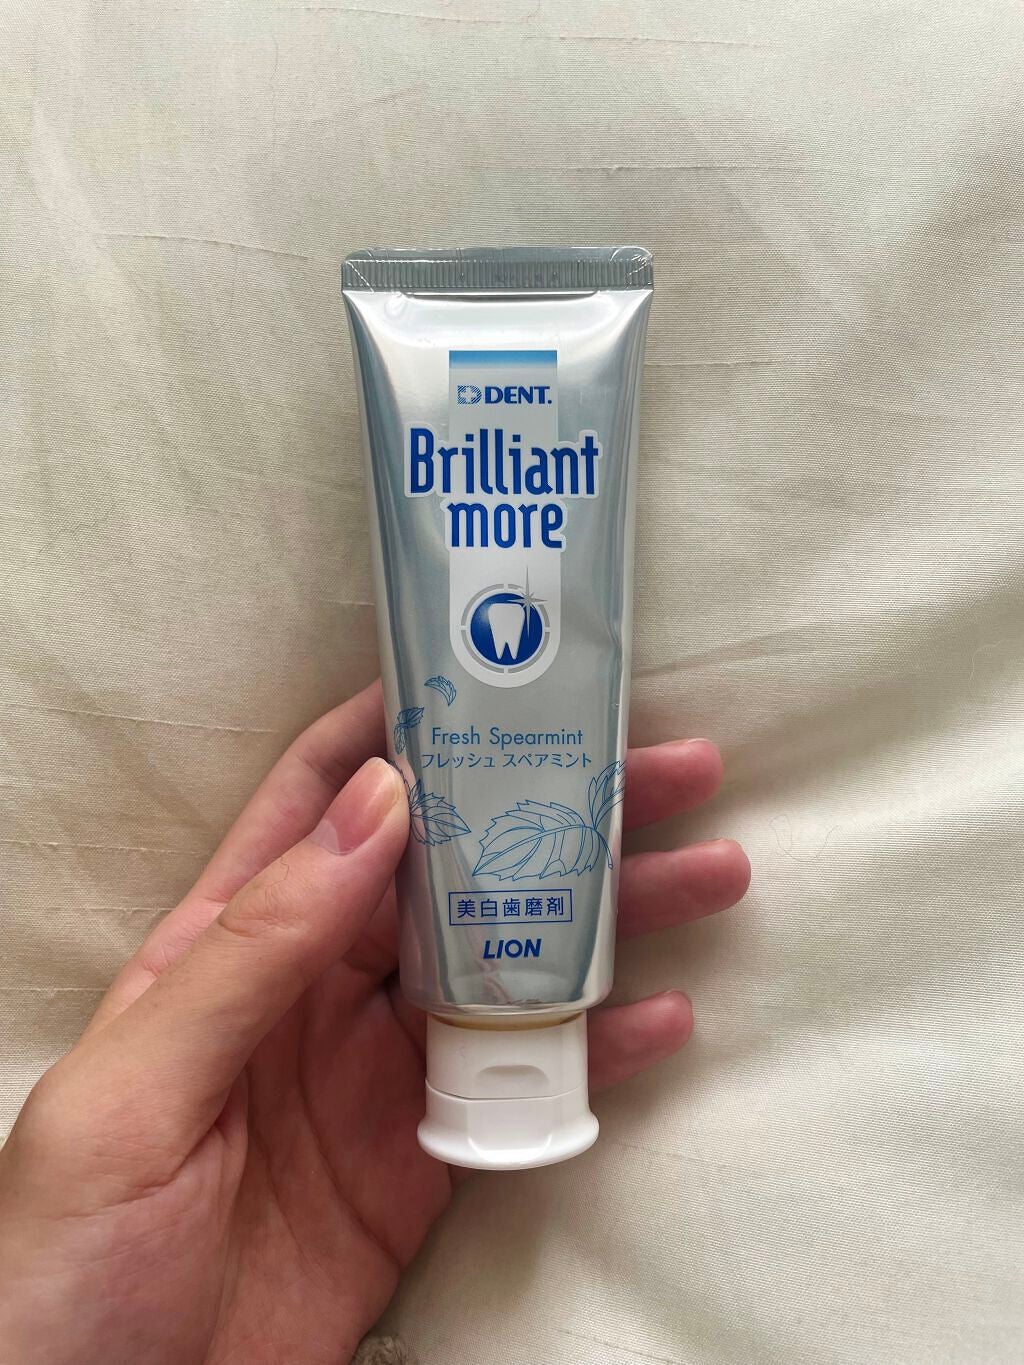 DENT.
Brilliant
more
Fresh Spearmint
フレッシュ スペアミント
美白歯磨剤
LION